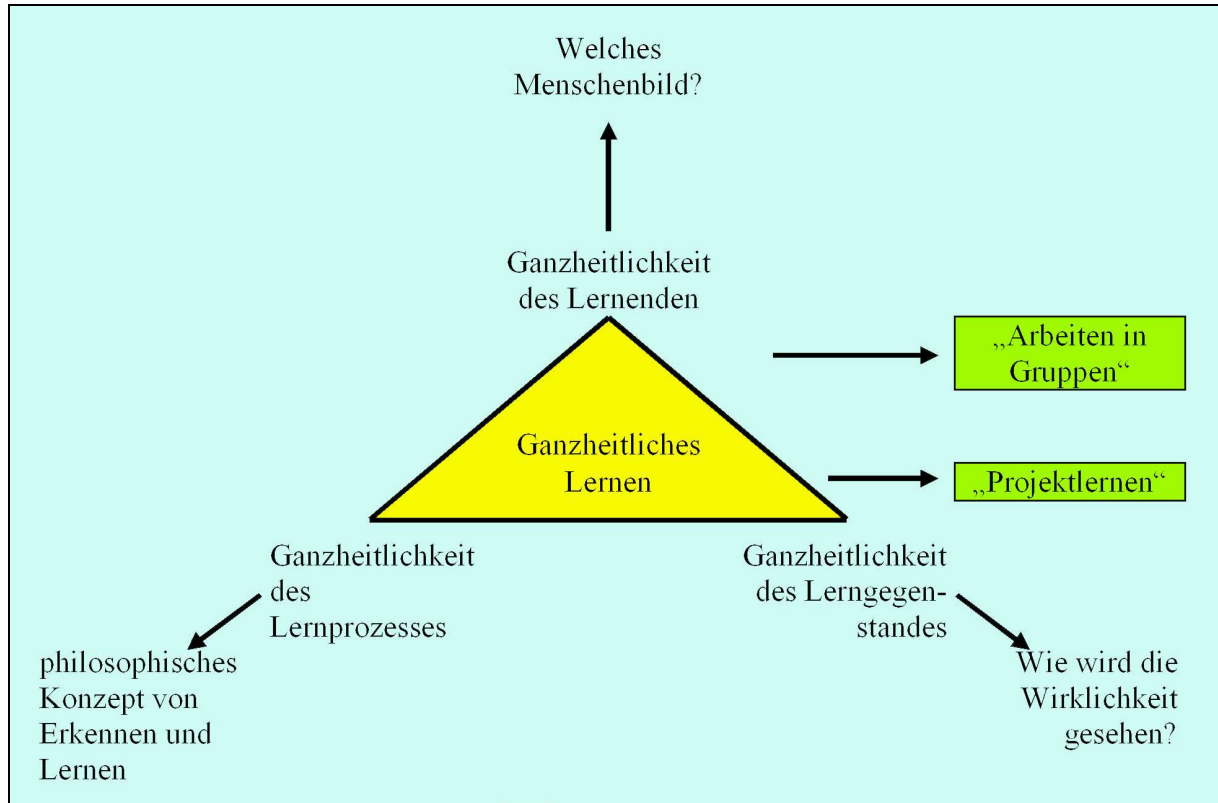 Welches
Menschenbild?
Ganzheitlichkeit
des Lernenden
„Arbeiten in
Gruppen“
Ganzheitliches
Lernen
„Projektlernen“
Ganzheitlichkeit
des
Lernprozesses
Ganzheitlichkeit
des Lerngegen-
standes
philosophisches
Konzept von
Erkennen und
Lernen
Wie wird die
Wirklichkeit
gesehen?